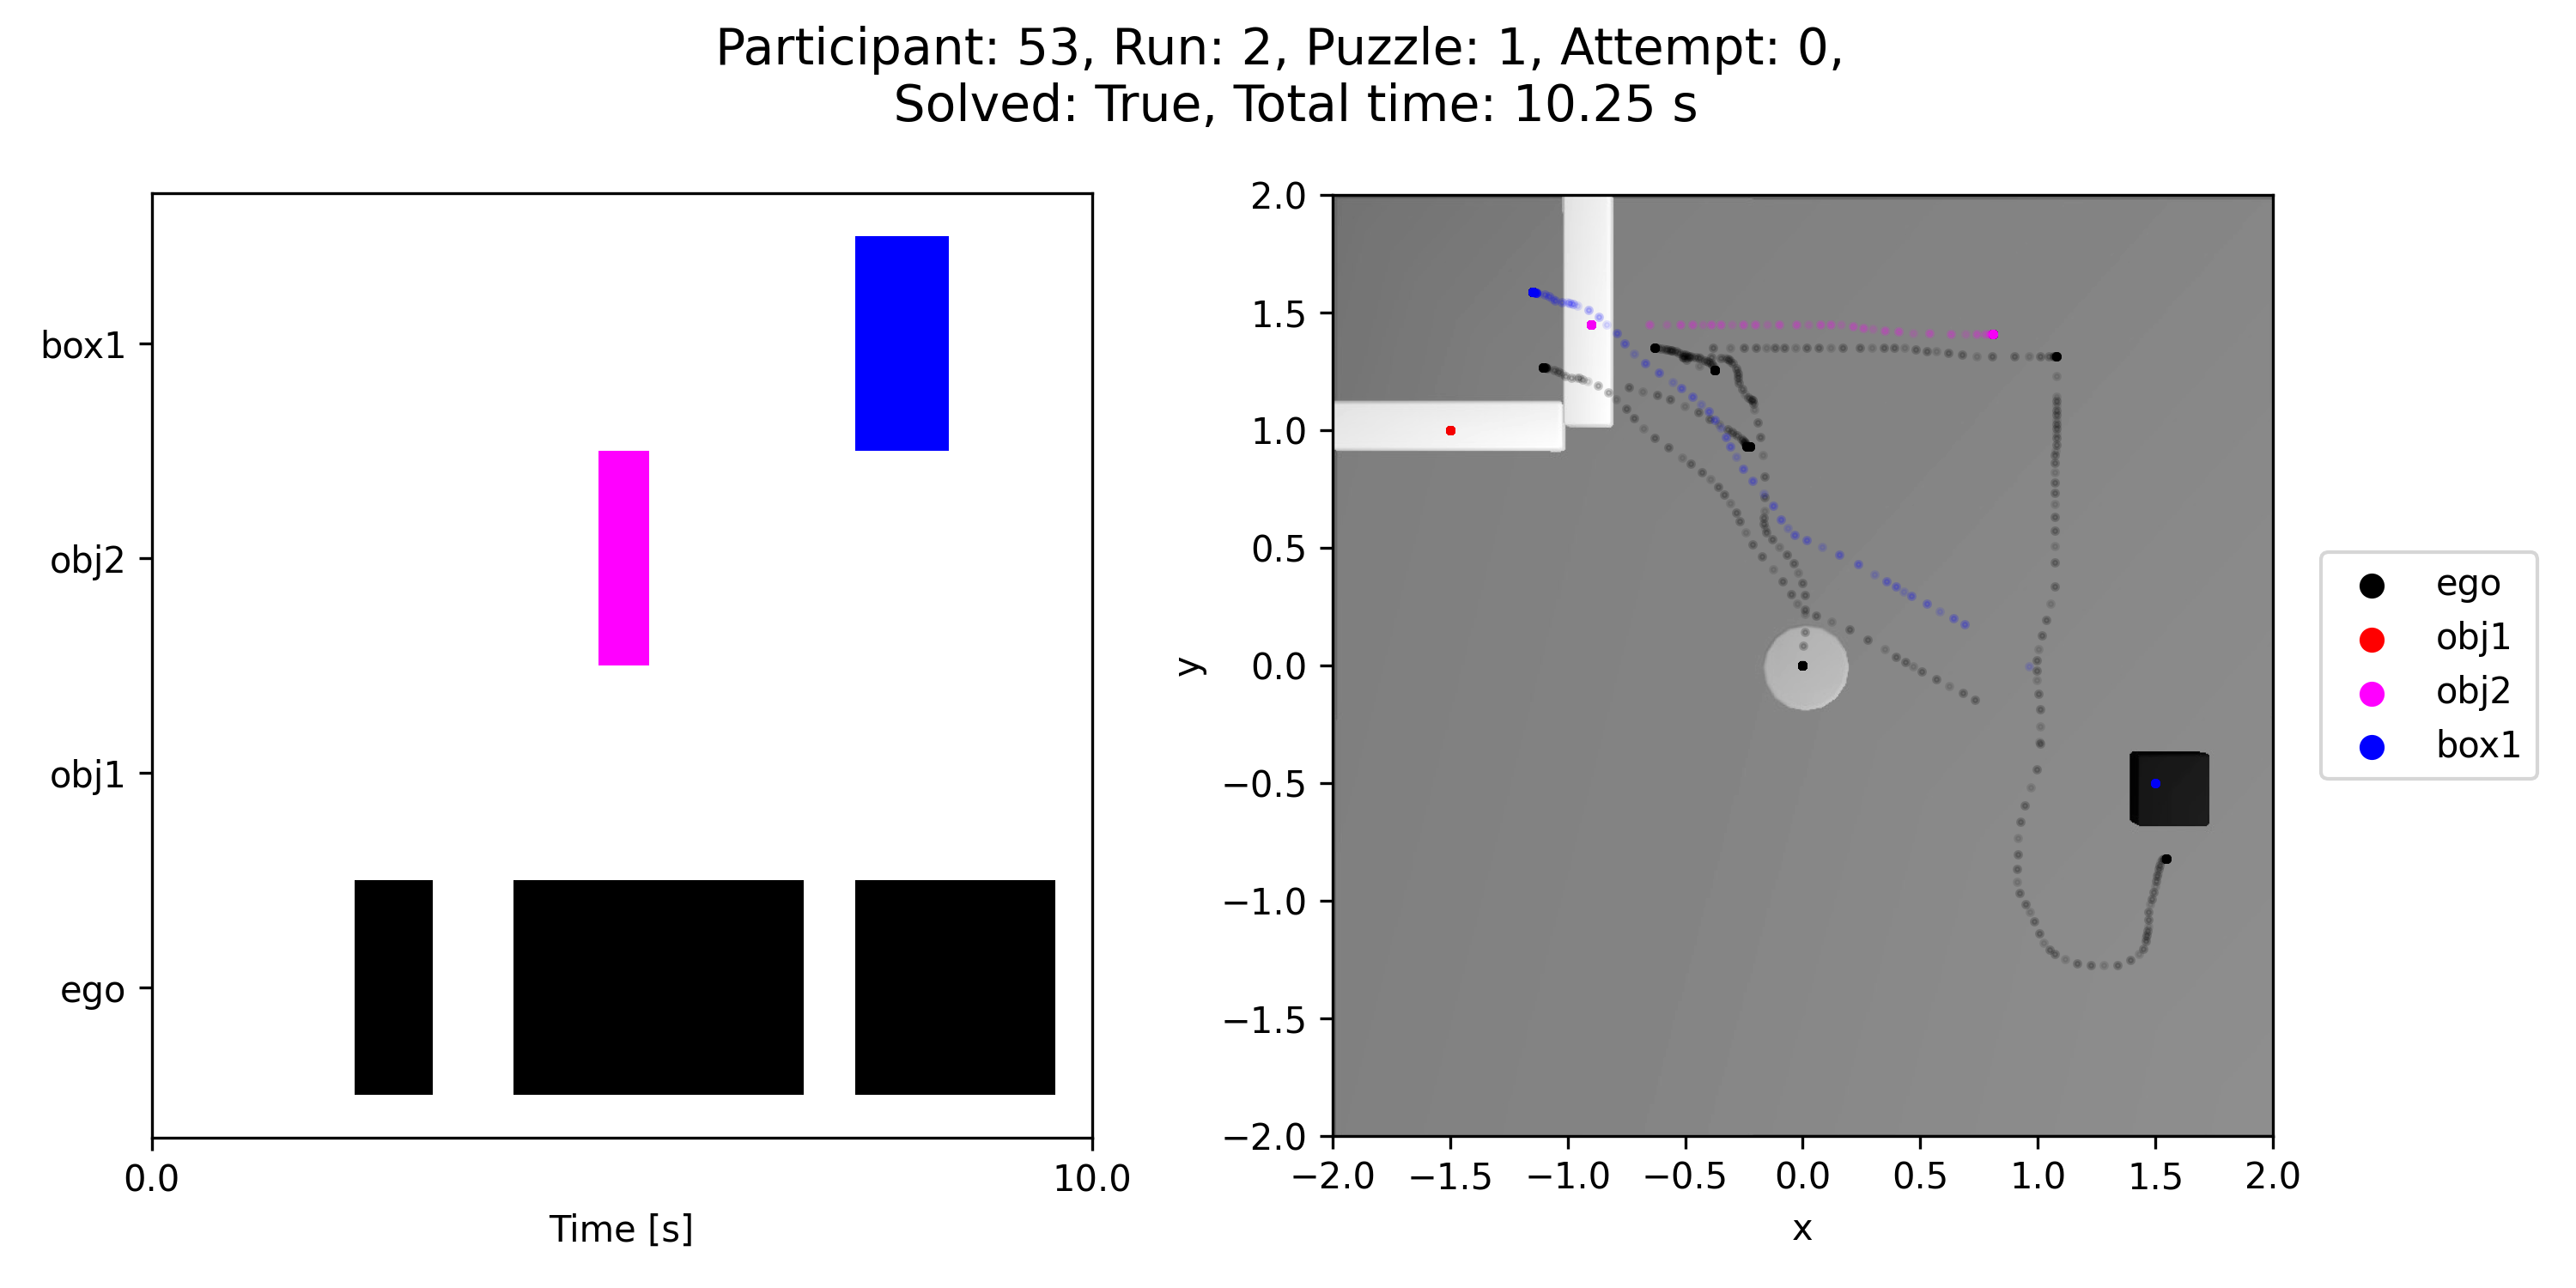 Participant: 53, Run: 2, Puzzle: 1, Attempt: 0,
Solved: True, Total time: 10.25 s
box1
obj2
obj1
ego
0.0
10.0
Time [s]
2.0
1.5
1.0
0.5
0.0
−0.5
−1.0
−1.5
−2.0
y
−2.0 −1.5 −1.0 −0.5 0.0 0.5 1.0 1.5 2.0
x
ego
obj1
obj2
box1